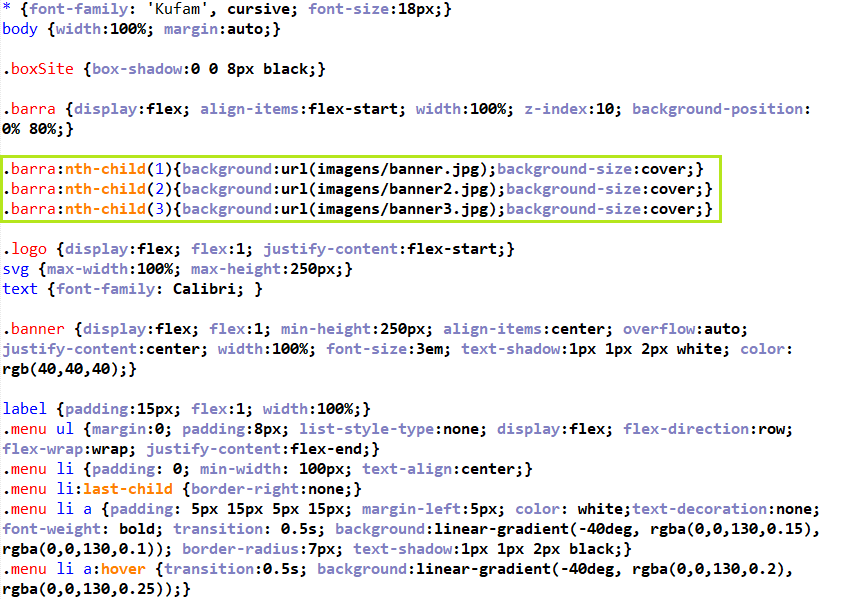 * {font-family: 'Kufam', cursive; font-size:18px;}
body {width:100%; margin:auto;}
.boxSite {box-shadow:0 0 8px black;}
.barra {display:flex; align-items:flex-start; width:100%; z-index:10; background-position:
0% 80%;}
.barra:nth-child(1){background:url(imagens/banner.jpg);background-size:cover;}
.barra:nth-child(2){background:url(imagens/banner2.jpg);background-size:cover;}
.barra:nth-child(3){background:url(imagens/banner3.jpg);background-size:cover;}
.logo {display:flex; flex:1; justify-content:flex-start;}
svg {max-width:100%; max-height:250px;}
text {font-family: Calibri; }
.banner {display:flex; flex:1; min-height:250px; align-items:center; overflow:auto;
justify-content:center; width:100%; font-size:3em; text-shadow:1px 1px 2px white; color:
rgb(40,40,40);}
label {padding:15px; flex:1; width:100%;}
.menu ul {margin:0; padding:8px; list-style-type:none; display:flex; flex-direction:row;
flex-wrap:wrap; justify-content:flex-end;}
.menu li {padding: 0; min-width: 100px; text-align:center;}
.menu li:last-child {border-right:none;}
.menu li a {padding: 5px 15px 5px 15px; margin-left:5px; color: white;text-decoration:none;
font-weight: bold; transition: 0.5s; background:linear-gradient(-40deg, rgba(0,0,130,0.15),
rgba(0,0,130,0.1)); border-radius:7px; text-shadow:1px 1px 2px black;}
.menu li a:hover {transition:0.5s; background:linear-gradient(-40deg, rgba(0,0,130,0.2),
rgba(0,0,130,0.25));}